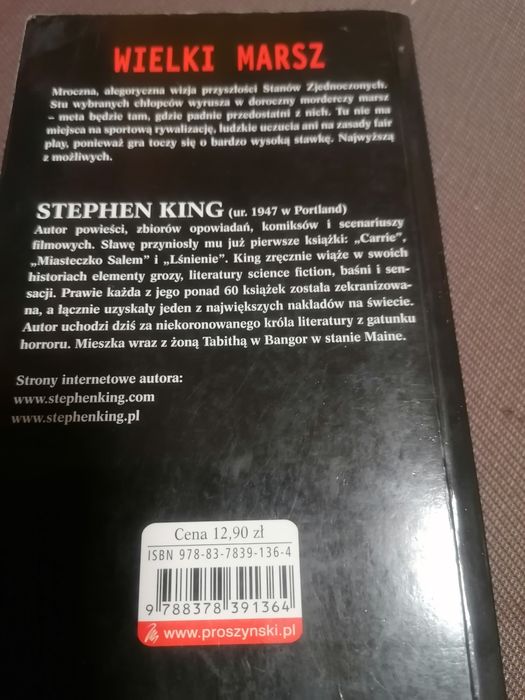 WIELKI MARSZ
Mroczna, alegoryczna wizja przyszłości Stanów Zjednoczonych.
Stu wybranych chłopców wyrusza w doroczny morderczy marsz
– meta będzie tam, gdzie padnie przedostatni z nich. Tu nie ma
miejsca na sportową rywalizację, ludzkie uczucia ani na zasady fair
play, ponieważ gra toczy się o bardzo wysoką stawkę. Najwyższą
z możliwych.
STEPHEN KING (ur. 1947 w Portland)
Autor powieści, zbiorów opowiadań, komiksów i scenariuszy
filmowych. Sławę przyniosły mu już pierwsze książki: „Carrie”,
„Miasteczko Salem” i „Lśnienie”. King zręcznie wiąże w swoich
historiach elementy grozy, literatury science fiction, baśni i sen-
sacji. Prawie każda z jego ponad 60 książek została zekranizowa-
na, a łącznie uzyskały jeden z największych nakładów na świecie.
Autor uchodzi dziś za niekoronowanego króla literatury z gatunku
horroru. Mieszka wraz z żoną Tabithą w Bangor w stanie Maine.
Strony internetowe autora:
www.stephenking.com
www.stephenking.pl
Cena 12,90 zł
ISBN 978-83-7839-136-4
9 788378 391364
www.proszynski.pl